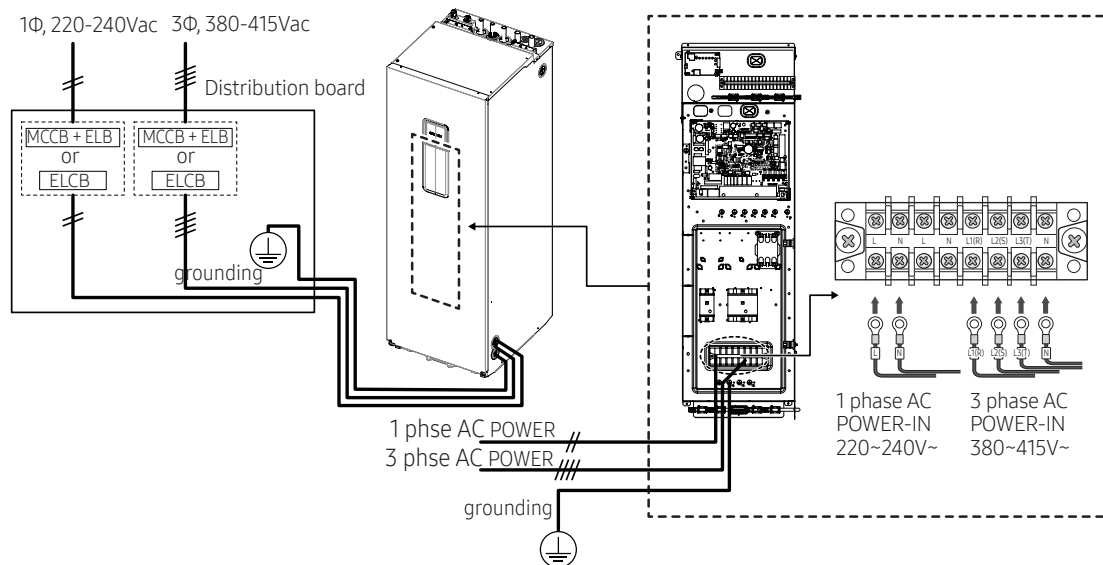 1Φ, 220-240Vac
3Φ, 380-415Vac
Distribution board
MCCB + ELB
or
ELCB
MCCB + ELB
or
ELCB
grounding
L
N
L
N
L1(R)
L2(S)
L3(T)
N
L
N
L1(R)
L2(S)
L3(T)
N
1 phase AC
POWER-IN
220~240V~
3 phase AC
POWER-IN
380~415V~
1 phse AC POWER
3 phse AC POWER
grounding